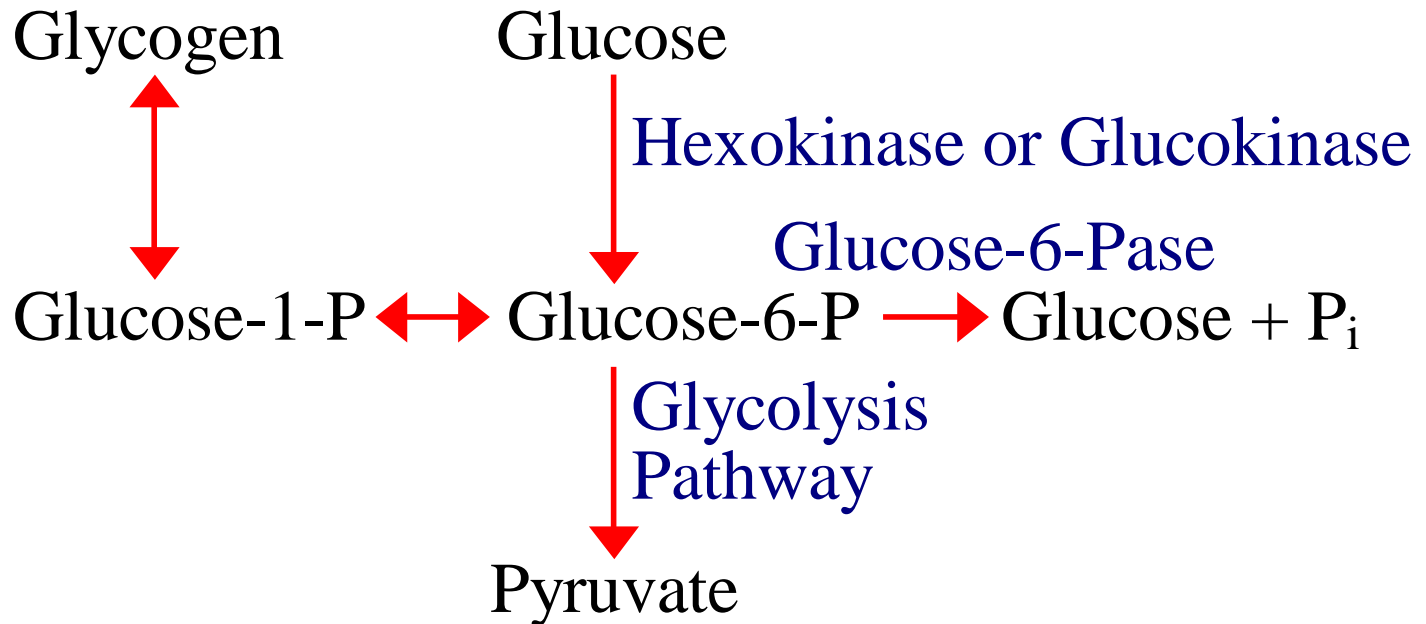 Glycogen
Glucose
Hexokinase or Glucokinase
Glucose-6-Pase
Glucose-1-P
Glucose-6-P
Glucose + Pi
Glycolysis
Pathway
Pyruvate